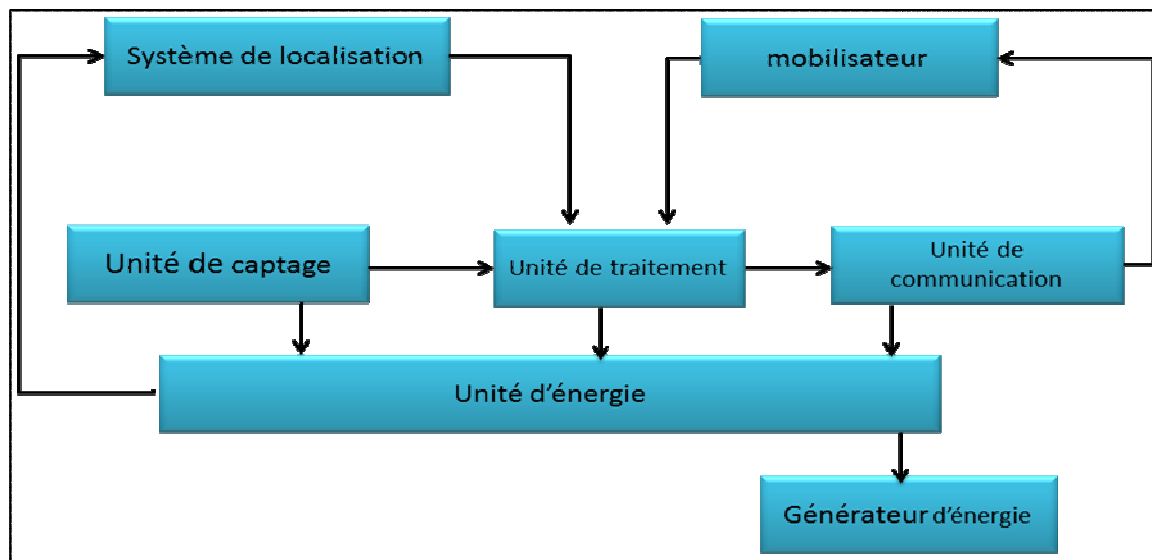 Système de localisation
mobilisateur
Unité de captage
Unité de traitement
Unité de
communication
Unité d’énergie
Générateur d’énergie